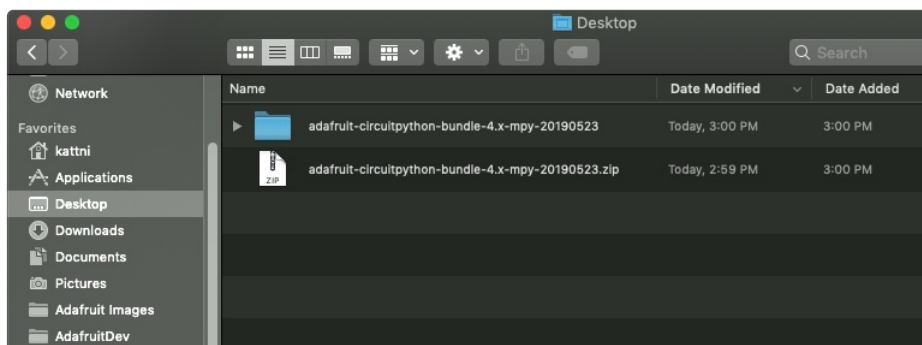 Desktop
Search
Network
Favorites
kattni
Applications
Desktop
Downloads
Documents
Pictures
Adafruit Images
AdafruitDev
Name Date Modified Date Added
adafruit-circuitpython-bundle-4.x-mpy-20190523 Today, 3:00 PM 3:00 PM
ZIP adafruit-circuitpython-bundle-4.x-mpy-20190523.zip Today, 2:59 PM 3:00 PM